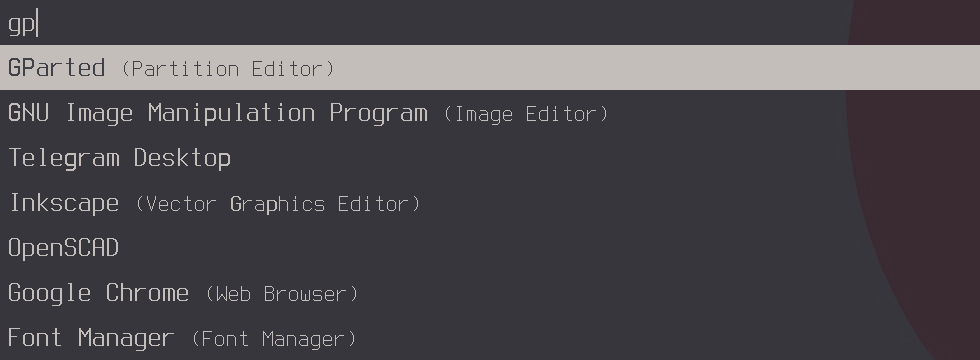 gp
GParted (Partition Editor)
GNU Image Manipulation Program (Image Editor)
Telegram Desktop
Inkscape (Vector Graphics Editor)
OpenSCAD
Google Chrome (Web Browser)
Font Manager (Font Manager)